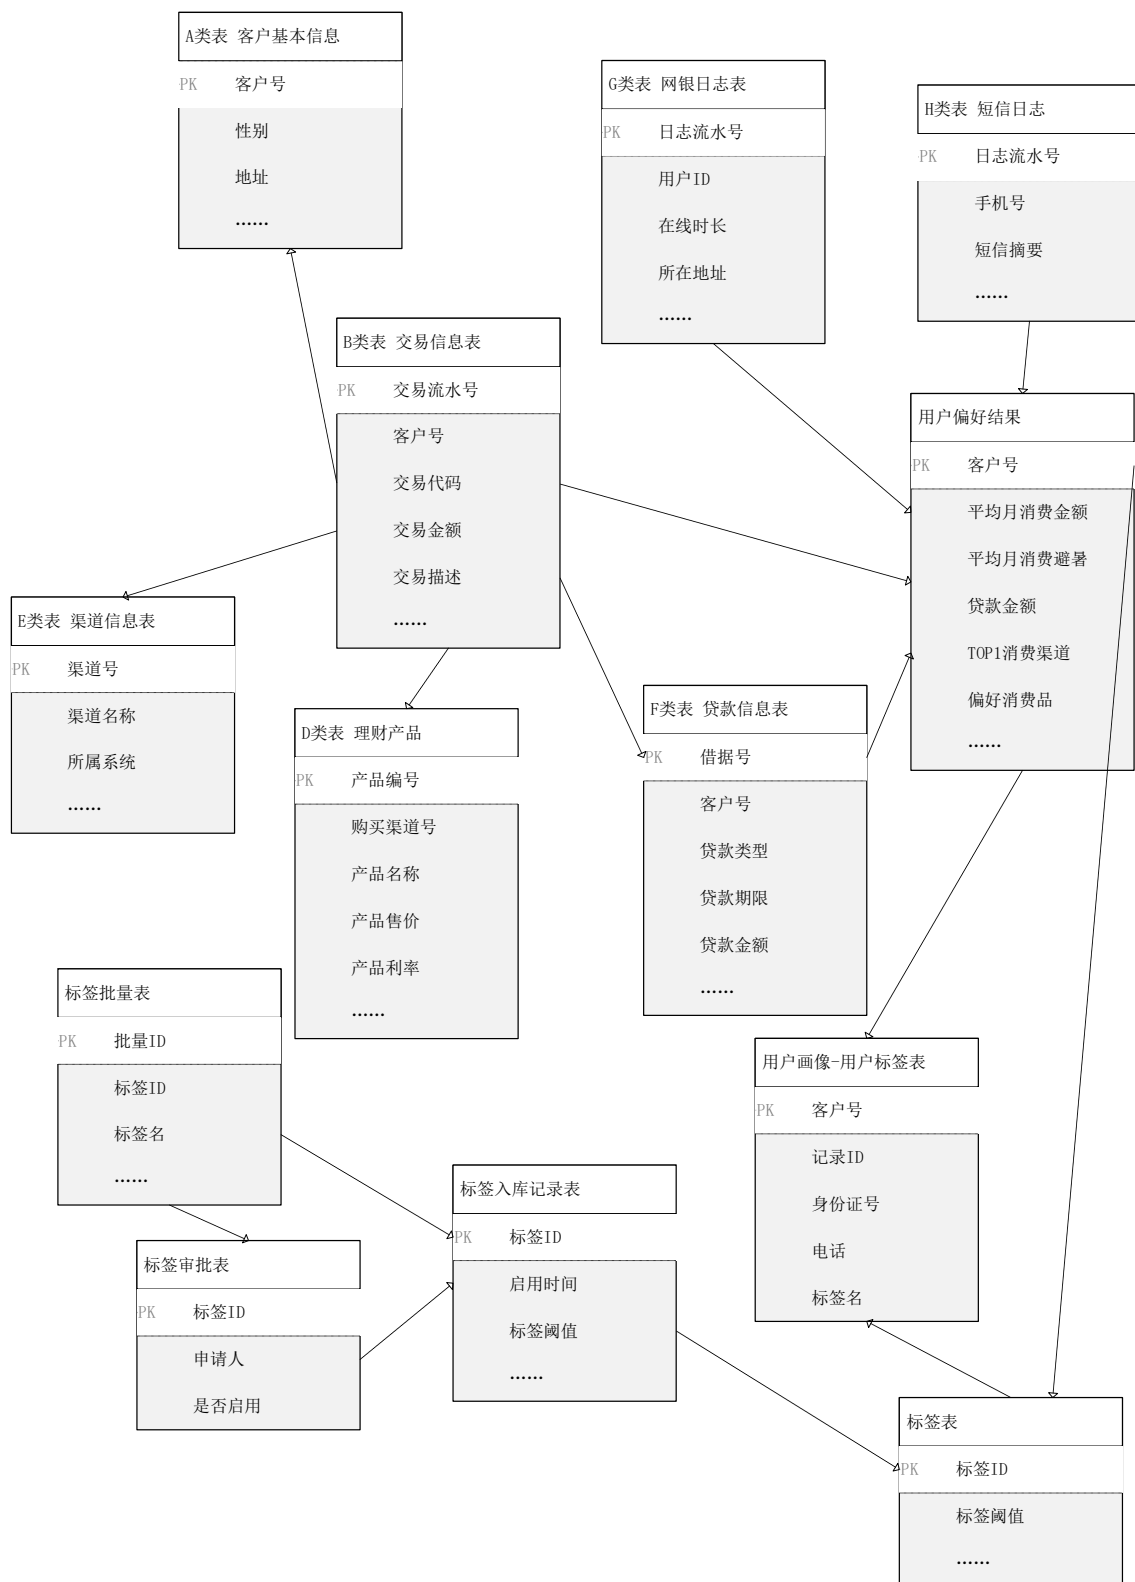 A类表 客户基本信息
PK 客户号
性别
地址
……
G类表 网银日志表
PK 日志流水号
用户ID
在线时长
所在地址
……
H类表 短信日志
PK 日志流水号
手机号
短信摘要
……
B类表 交易信息表
PK 交易流水号
客户号
交易代码
交易金额
交易描述
……
用户偏好结果
PK 客户号
平均月消费金额
平均月消费避暑
贷款金额
TOP1消费渠道
偏好消费品
……
E类表 渠道信息表
PK 渠道号
渠道名称
所属系统
……
D类表 理财产品
PK 产品编号
购买渠道号
产品名称
产品售价
产品利率
……
F类表 贷款信息表
PK 借据号
客户号
贷款类型
贷款期限
贷款金额
……
标签批量表
PK 批量ID
标签ID
标签名
……
用户画像-用户标签表
PK 客户号
记录ID
身份证号
电话
标签名
标签入库记录表
PK 标签ID
启用时间
标签阈值
……
标签审批表
PK 标签ID
申请人
是否启用
标签表
PK 标签ID
标签阈值
……